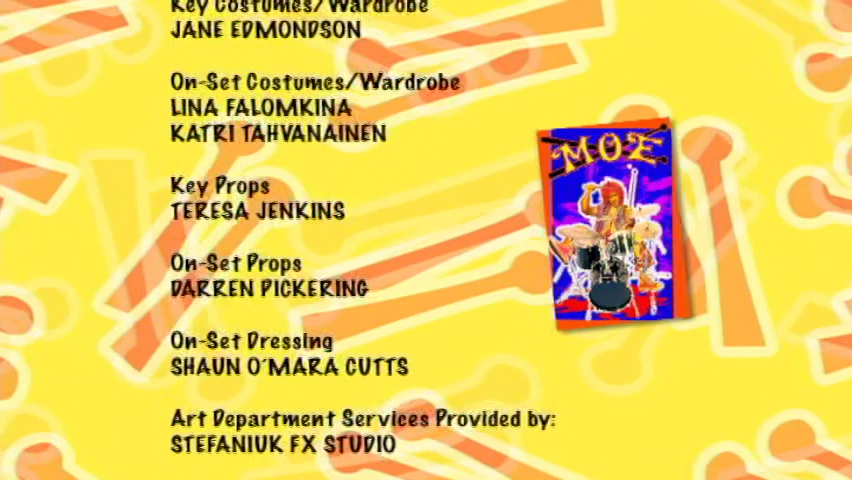 Key Costumes/Wardrobe
JANE EDMONDSON
On-Set Costumes/Wardrobe
LINA FALOMKINA
KATRI TAHVANAINEN
Key Props
TERESA JENKINS
On-Set Props
DARREN PICKERING
On-Set Dressing
SHAUN O'MARA CUTTS
Art Department Services Provided by:
STEFANIUK FX STUDIO
MOE